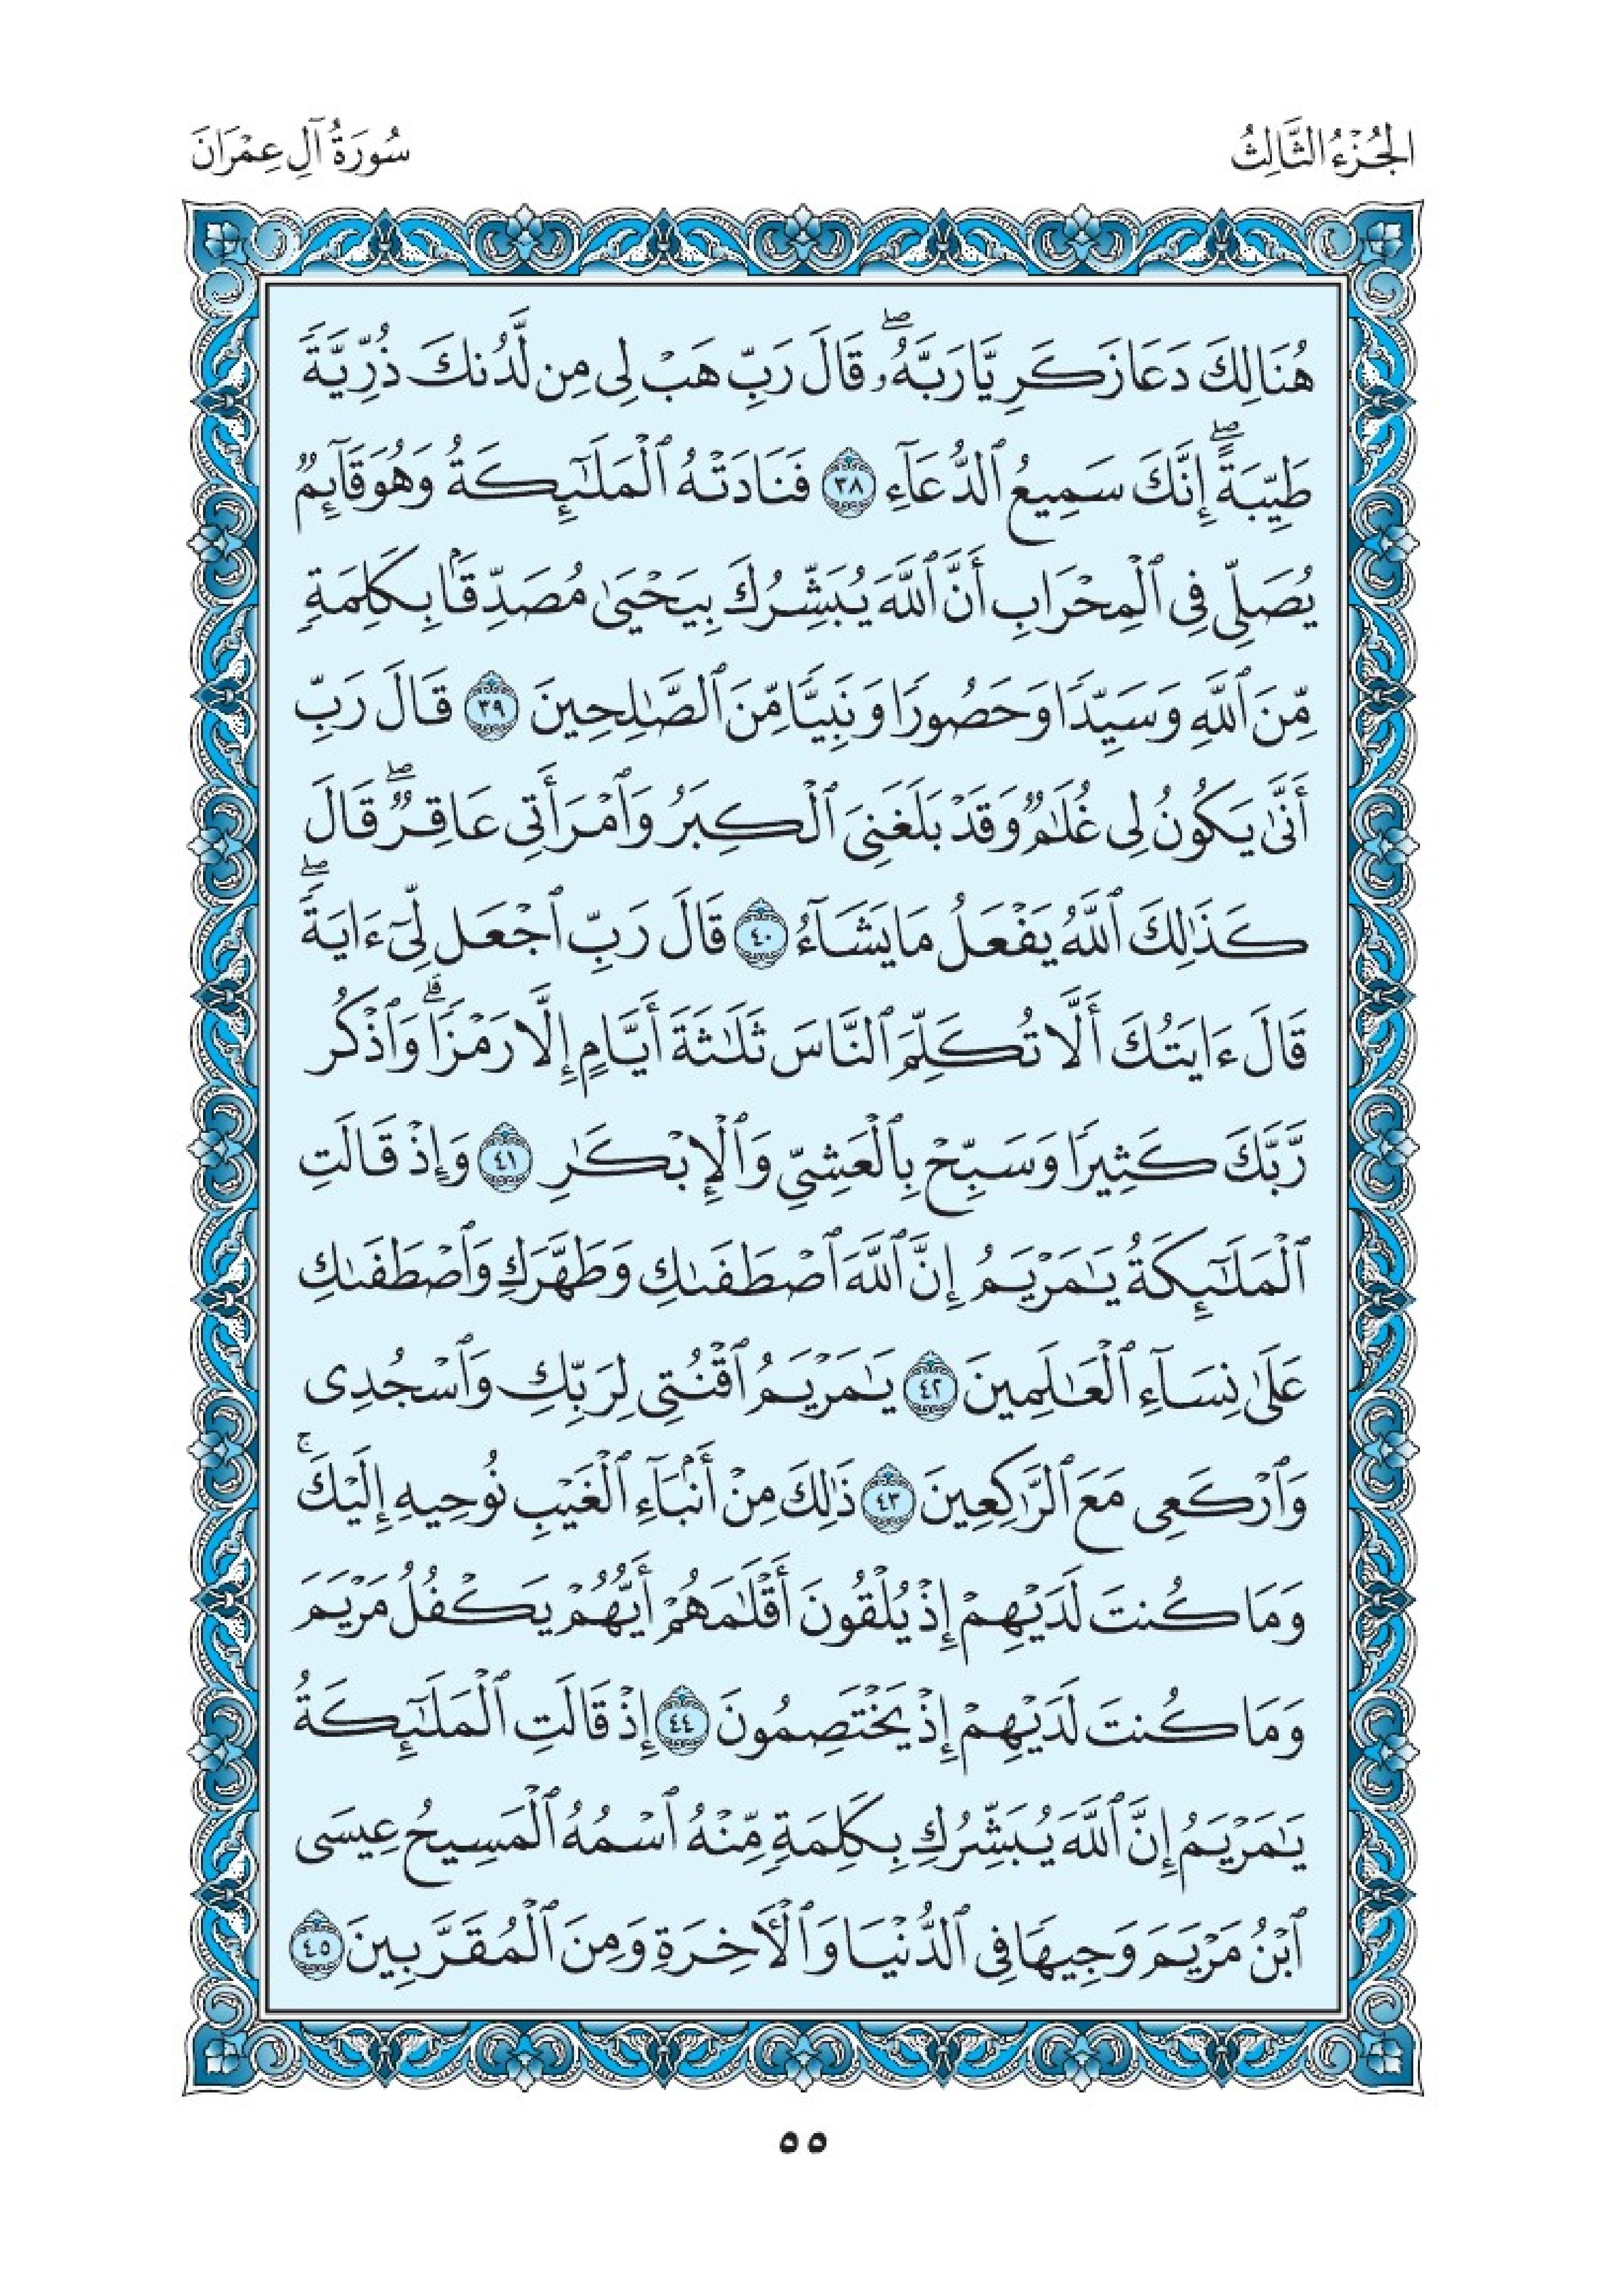 الجُزْءُ الثَّالِثُ
سُورَةُ آلِ عِمْرَانَ
هُنَالِكَ دَعَا زَكَرِيَّا رَبَّهُۥۖ قَالَ رَبِّ هَبْ لِى مِن لَّدُنكَ ذُرِّيَّةً
طَيِّبَةًۖ إِنَّكَ سَمِيعُ ٱلدُّعَآءِ ٣٨ فَنَادَتْهُ ٱلْمَلَٰٓئِكَةُ وَهُوَ قَآئِمٌ
يُصَلِّى فِى ٱلْمِحْرَابِ أَنَّ ٱللَّهَ يُبَشِّرُكَ بِيَحْيَىٰ مُصَدِّقًۢا بِكَلِمَةٍ
مِّنَ ٱللَّهِ وَسَيِّدًا وَحَصُورًا وَنَبِيًّا مِّنَ ٱلصَّٰلِحِينَ ٣٩ قَالَ رَبِّ
أَنَّىٰ يَكُونُ لِى غُلَٰمٌ وَقَدْ بَلَغَنِىَ ٱلْكِبَرُ وَٱمْرَأَتِى عَاقِرٌۖ قَالَ
كَذَٰلِكَ ٱللَّهُ يَفْعَلُ مَا يَشَآءُ ٤٠ قَالَ رَبِّ ٱجْعَل لِّىٓ ءَايَةًۖ
قَالَ ءَايَتُكَ أَلَّا تُكَلِّمَ ٱلنَّاسَ ثَلَٰثَةَ أَيَّامٍ إِلَّا رَمْزًاۗ وَٱذْكُر
رَّبَّكَ كَثِيرًا وَسَبِّحْ بِٱلْعَشِىِّ وَٱلْإِبْكَٰرِ ٤١ وَإِذْ قَالَتِ
ٱلْمَلَٰٓئِكَةُ يَٰمَرْيَمُ إِنَّ ٱللَّهَ ٱصْطَفَىٰكِ وَطَهَّرَكِ وَٱصْطَفَىٰكِ
عَلَىٰ نِسَآءِ ٱلْعَٰلَمِينَ ٤٢ يَٰمَرْيَمُ ٱقْنُتِى لِرَبِّكِ وَٱسْجُدِى
وَٱرْكَعِى مَعَ ٱلرَّٰكِعِينَ ٤٣ ذَٰلِكَ مِنْ أَنۢبَآءِ ٱلْغَيْبِ نُوحِيهِ إِلَيْكَۚ
وَمَا كُنتَ لَدَيْهِمْ إِذْ يُلْقُونَ أَقْلَٰمَهُمْ أَيُّهُمْ يَكْفُلُ مَرْيَمَ
وَمَا كُنتَ لَدَيْهِمْ إِذْ يَخْتَصِمُونَ ٤٤ إِذْ قَالَتِ ٱلْمَلَٰٓئِكَةُ
يَٰمَرْيَمُ إِنَّ ٱللَّهَ يُبَشِّرُكِ بِكَلِمَةٍ مِّنْهُ ٱسْمُهُ ٱلْمَسِيحُ عِيسَى
ٱبْنُ مَرْيَمَ وَجِيهًا فِى ٱلدُّنْيَا وَٱلْءَاخِرَةِ وَمِنَ ٱلْمُقَرَّبِينَ ٤٥
٥٥